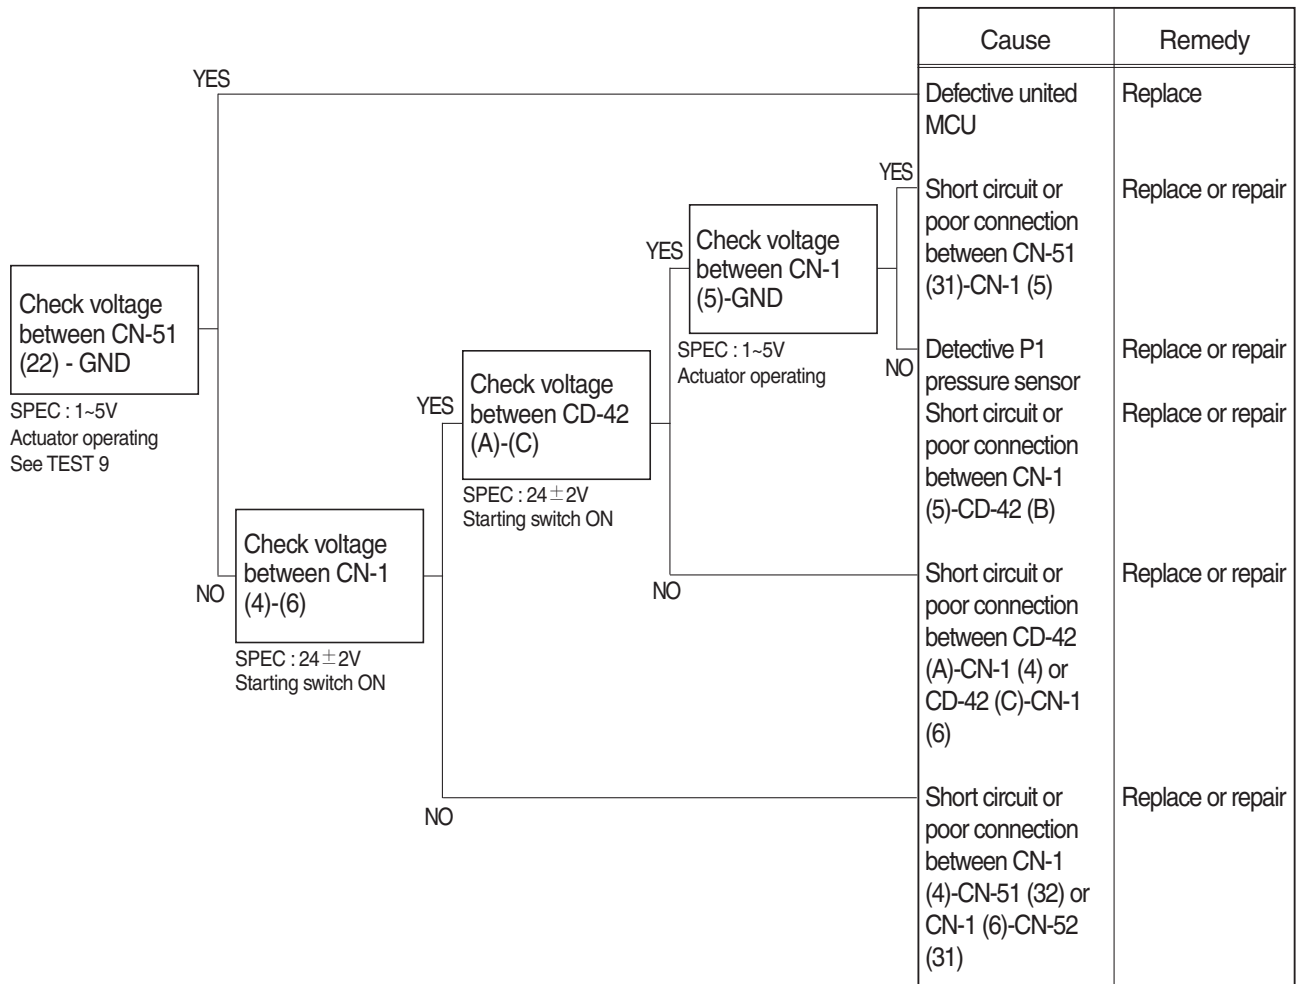 Cause
Remedy
YES
Defective united
MCU
Replace
YES
Short circuit or
poor connection
between CN-51
(31)-CN-1 (5)
Replace or repair
YES
Check voltage
between CN-1
(5)-GND
SPEC : 1~5V
Actuator operating
NO
Detective P1
pressure sensor
Replace or repair
Short circuit or
poor connection
between CN-1
(5)-CD-42 (B)
Replace or repair
Check voltage
between CN-51
(22) - GND
SPEC : 1~5V
Actuator operating
See TEST 9
YES
Check voltage
between CD-42
(A)-(C)
SPEC : 24±2V
Starting switch ON
NO
Short circuit or
poor connection
between CD-42
(A)-CN-1 (4) or
CD-42 (C)-CN-1
(6)
Replace or repair
NO
Check voltage
between CN-1
(4)-(6)
SPEC : 24±2V
Starting switch ON
NO
Short circuit or
poor connection
between CN-1
(4)-CN-51 (32) or
CN-1 (6)-CN-52
(31)
Replace or repair